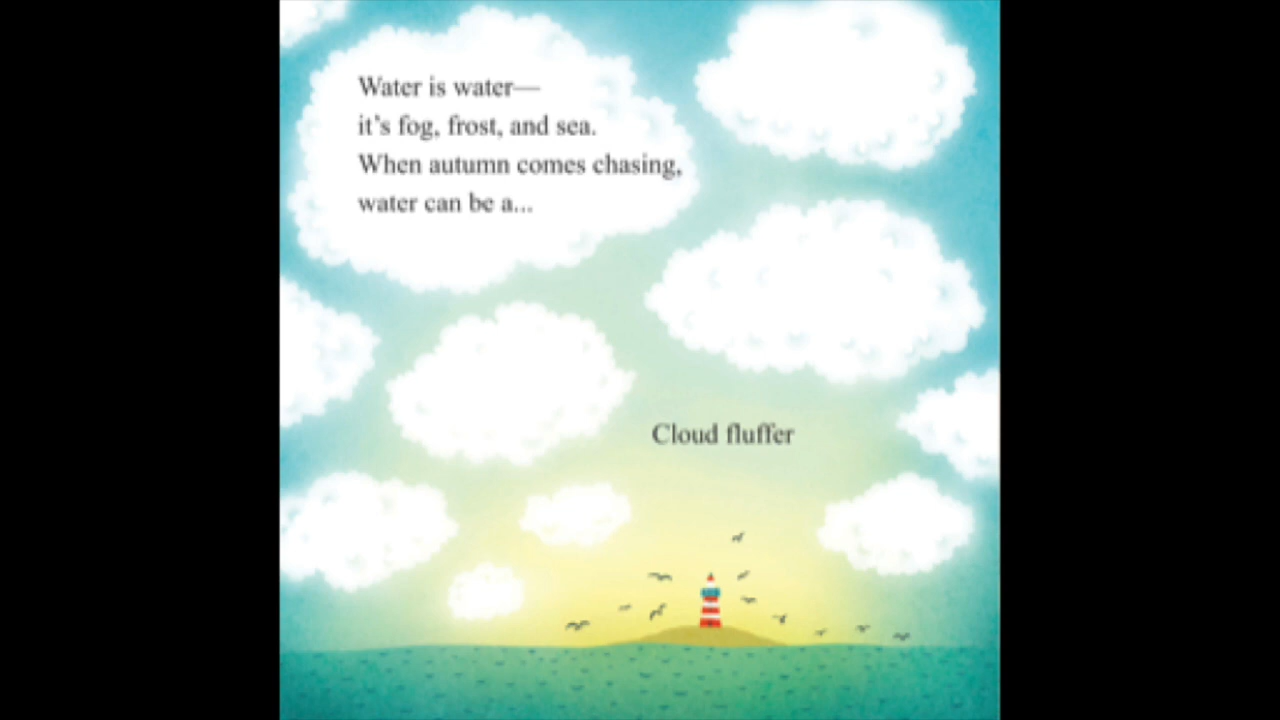 Water is water—
it's fog, frost, and sea.
When autumn comes chasing,
water can be a...
Cloud fluffer